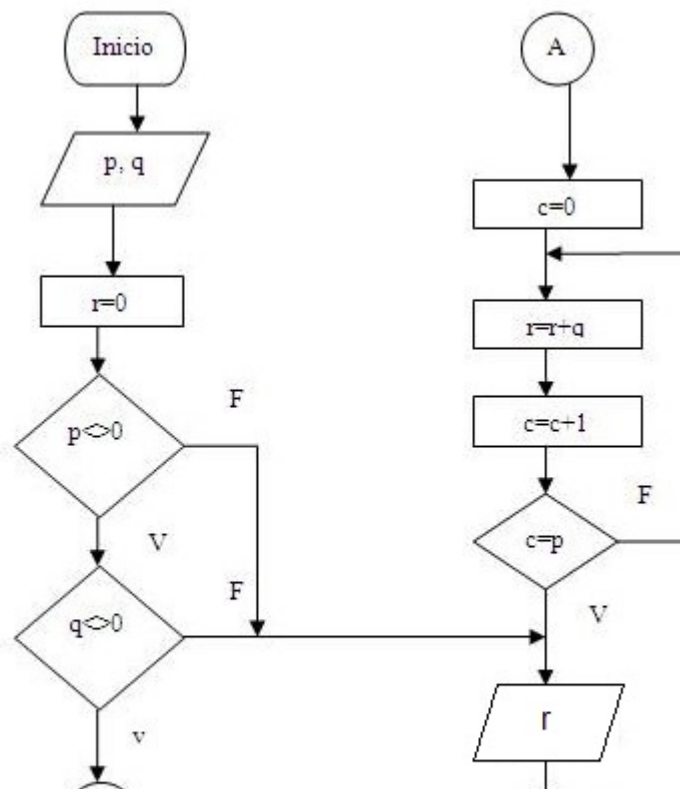 Inicio
p, q
r=0
p<>0
F
V
q<>0
F
v
A
c=0
r=r+q
c=c+1
c=p
F
V
r